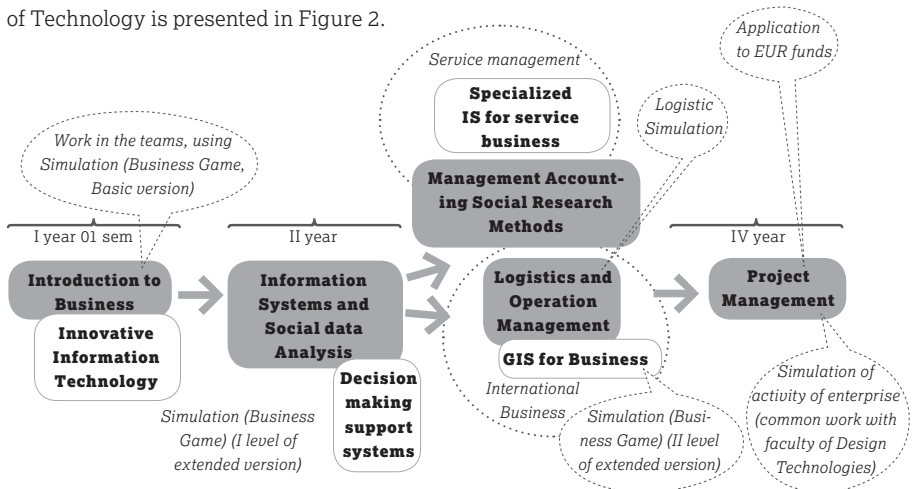 of Technology is presented in Figure 2.
Application
to EUR funds
Service management
Specialized
IS for service
business
Logistic
Simulation
Work in the teams, using
Simulation (Business Game,
Basic version)
Management Account-
ing Social Research
Methods
I year 01 sem
II year
IV year
Introduction to
Business
Innovative
Information
Technology
Information
Systems and
Social data
Analysis
Decision
making
support
systems
Simulation (Business
Game) (I level of
extended version)
Logistics and
Operation
Management
GIS for Business
International
Business
Simulation (Busi-
ness Game) (II level
of extended version)
Project
Management
Simulation of
activity of enterprise
(common work with
faculty of Design
Technologies)